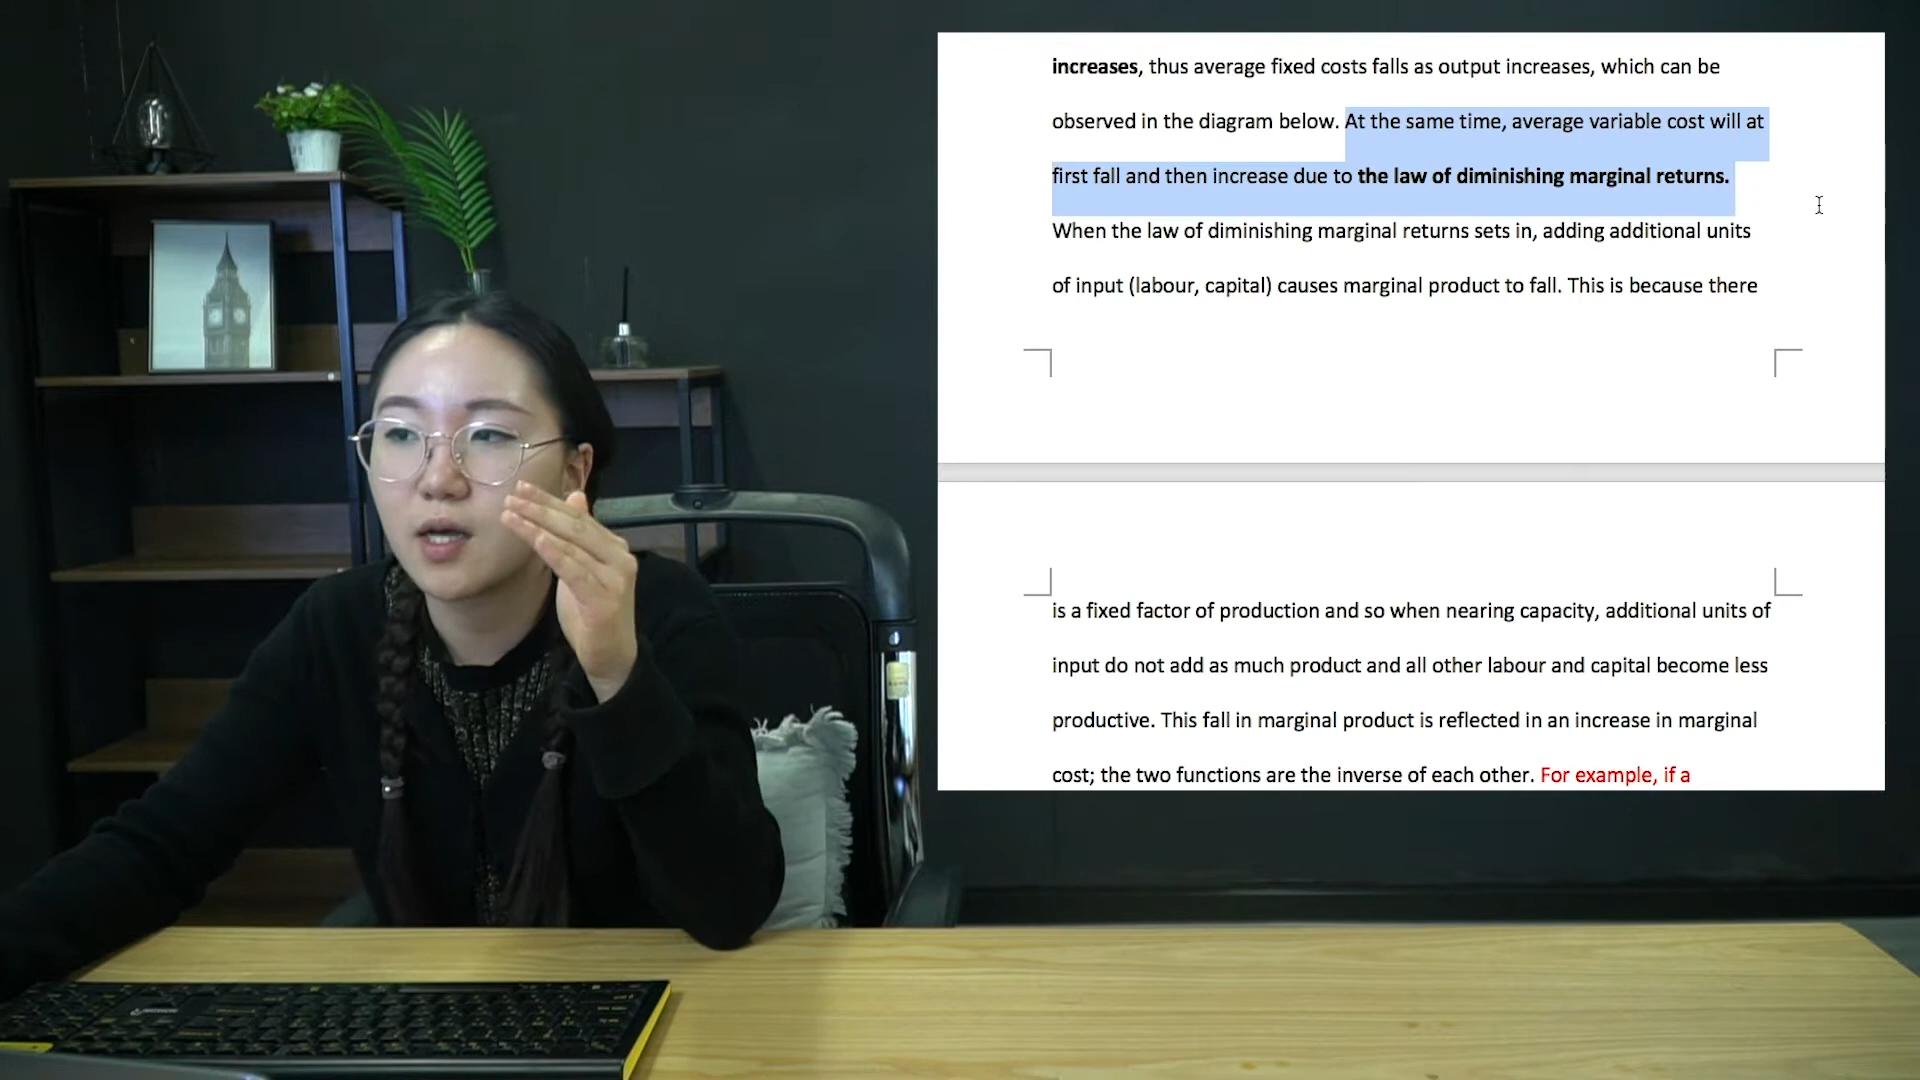 increases, thus average fixed costs falls as output increases, which can be
observed in the diagram below. At the same time, average variable cost will at
first fall and then increase due to the law of diminishing marginal returns.
When the law of diminishing marginal returns sets in, adding additional units
of input (labour, capital) causes marginal product to fall. This is because there
is a fixed factor of production and so when nearing capacity, additional units of
input do not add as much product and all other labour and capital become less
productive. This fall in marginal product is reflected in an increase in marginal
cost; the two functions are the inverse of each other. For example, if a